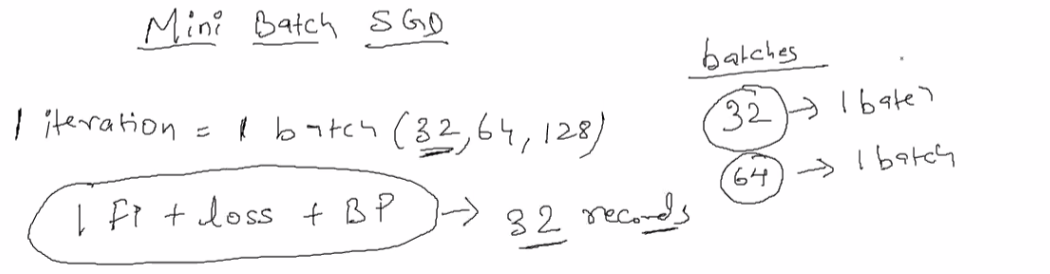 Mini Batch SGD
batches
1 iteration = 1 batch (32, 64, 128)
32 → 1 batch
64 → 1 batch
1 FP + loss + BP → 32 records